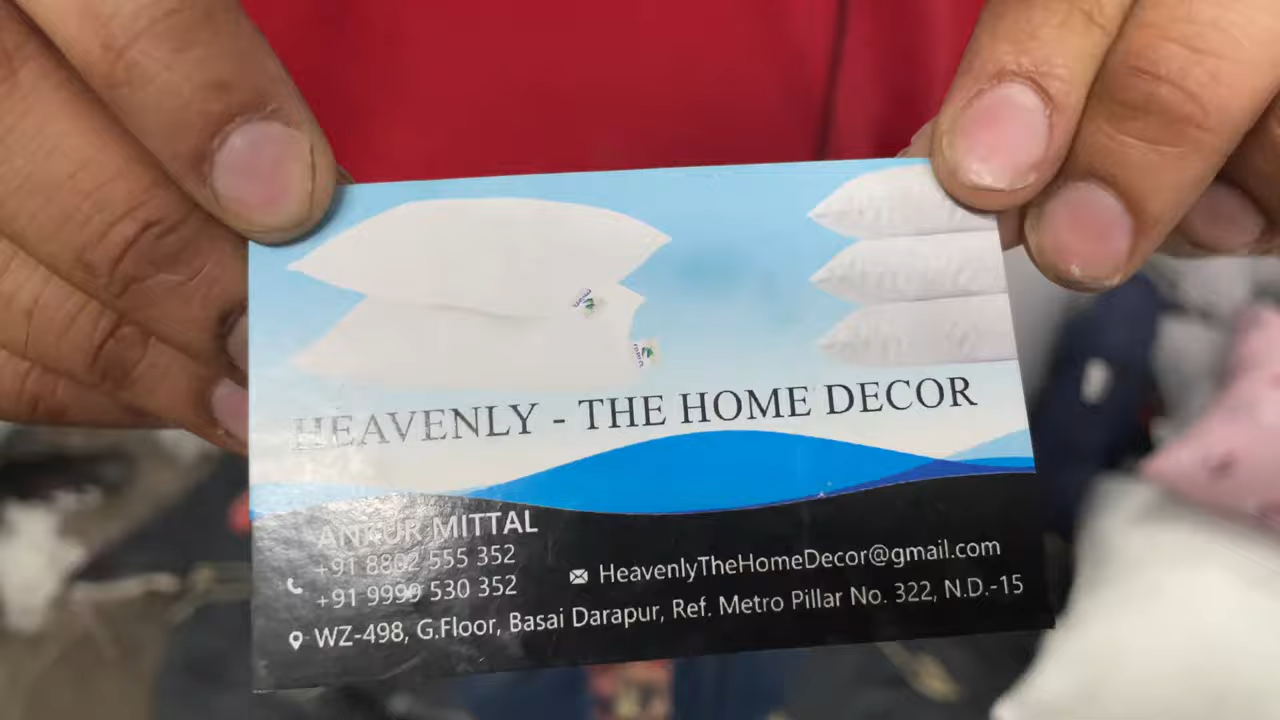 HEAVENLY - THE HOME DECOR
ANKUR MITTAL
+91 8802 555 352
+91 9999 530 352
HeavenlyTheHomeDecor@gmail.com
WZ-498, G.Floor, Basai Darapur, Ref. Metro Pillar No. 322, N.D.-15